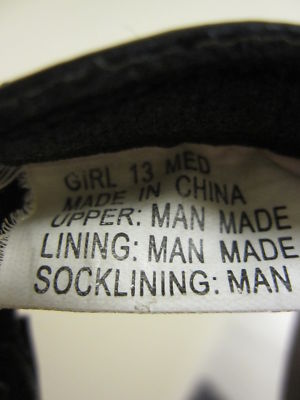 GIRL 13 MED
MADE IN CHINA
UPPER: MAN MADE
LINING: MAN MADE
SOCKLINING: MAN